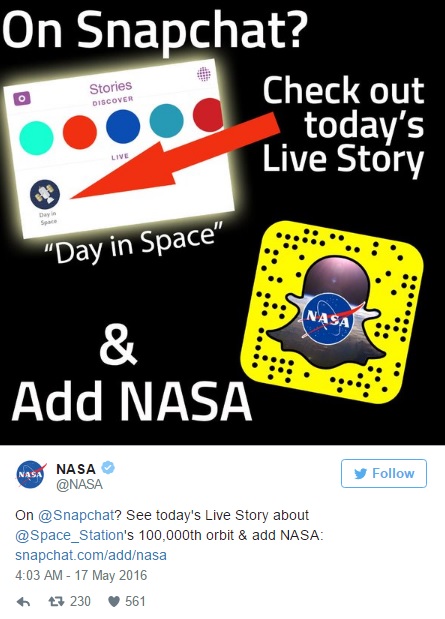 On Snapchat?
Stories
DISCOVER
LIVE
Day in
Space
Check out
today's
Live Story
"Day in Space"
NASA
&
Add NASA
NASA
NASA
@NASA
Follow
On @Snapchat? See today's Live Story about
@Space_Station's 100,000th orbit & add NASA:
snapchat.com/add/nasa
4:03 AM - 17 May 2016
230 561